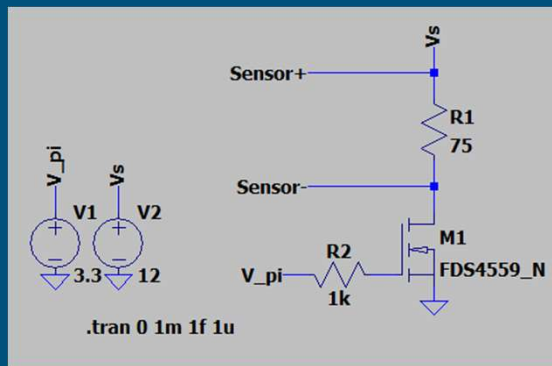 Vs
Sensor+
R1
75
V_pi
Vs
Sensor-
V1
V2
M1
R2
FDS4559_N
V_pi
3.3
12
1k
.tran 0 1m 1f 1u